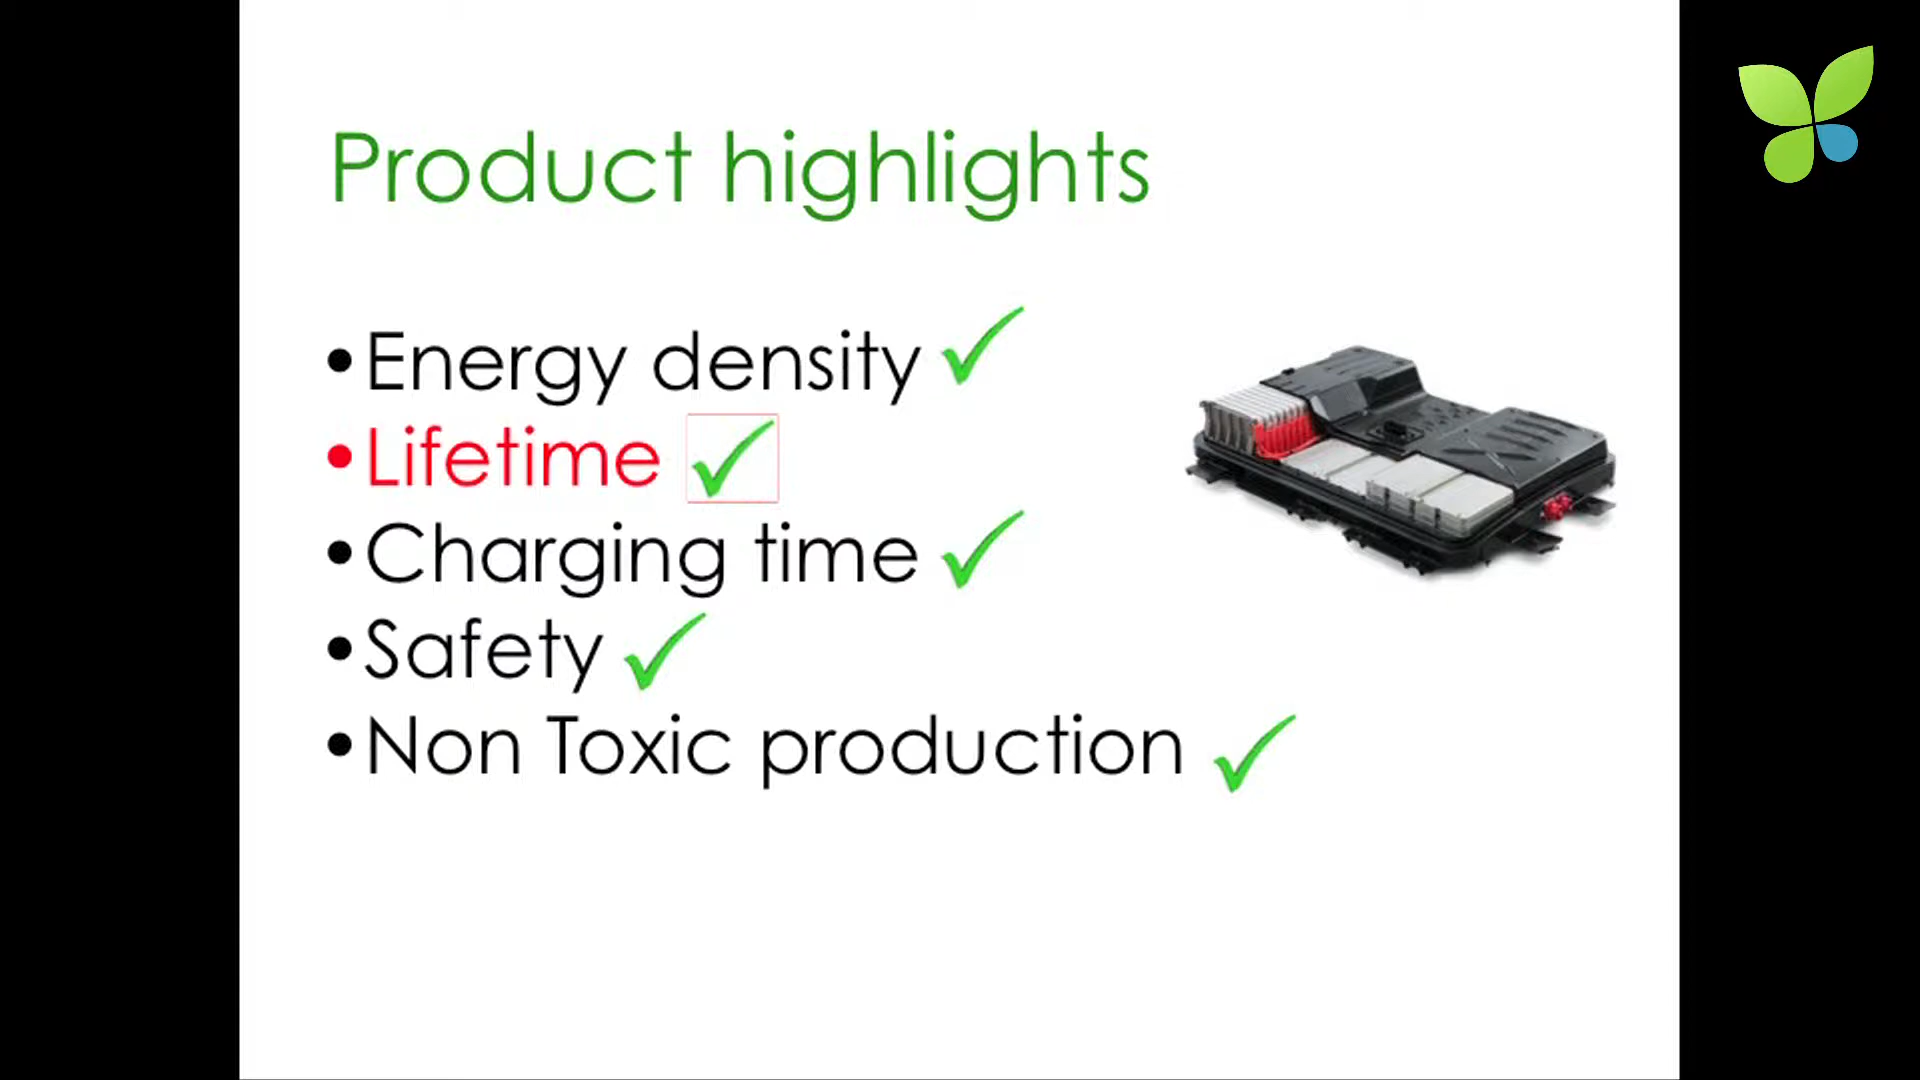 Product highlights
•Energy density
•Lifetime
•Charging time
•Safety
•Non Toxic production